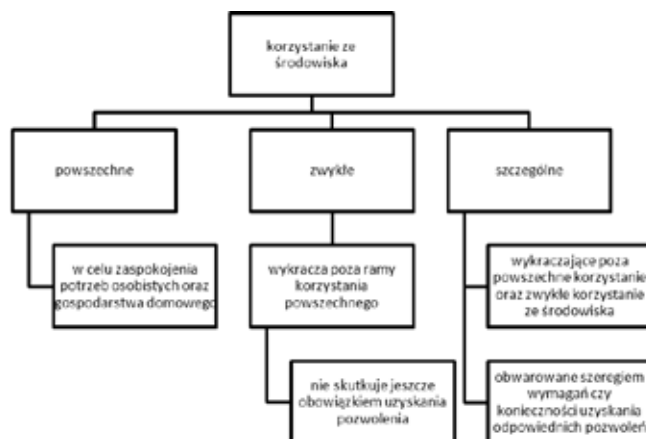 korzystanie ze
środowiska
powszechne
zwykłe
szczególne
w celu zaspokojenia
potrzeb osobistych oraz
gospodarstwa domowego
wykracza poza ramy
korzystania
powszechnego
wykraczające poza
powszechne korzystanie
oraz zwykłe korzystanie
ze środowiska
nie skutkuje jeszcze
obowiązkiem uzyskania
pozwolenia
obwarowane szeregiem
wymagań czy
konieczności uzyskania
odpowiednich pozwoleń